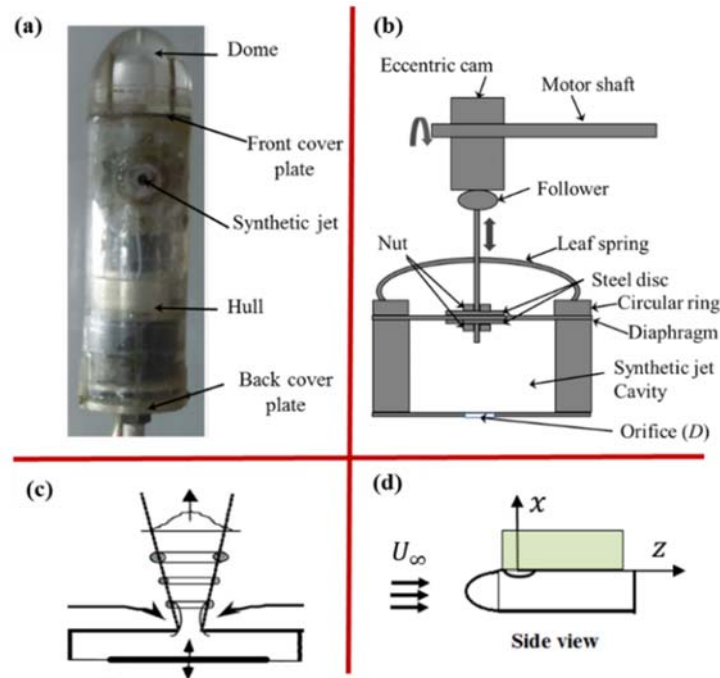 (a)
Dome
Front cover
plate
Synthetic jet
Hull
Back cover
plate
(b)
Eccentric cam
Motor shaft
Follower
Leaf spring
Nut
Steel disc
Circular ring
Diaphragm
Synthetic jet
Cavity
Orifice (D)
(c)
(d)
x
U∞
Z
Side view